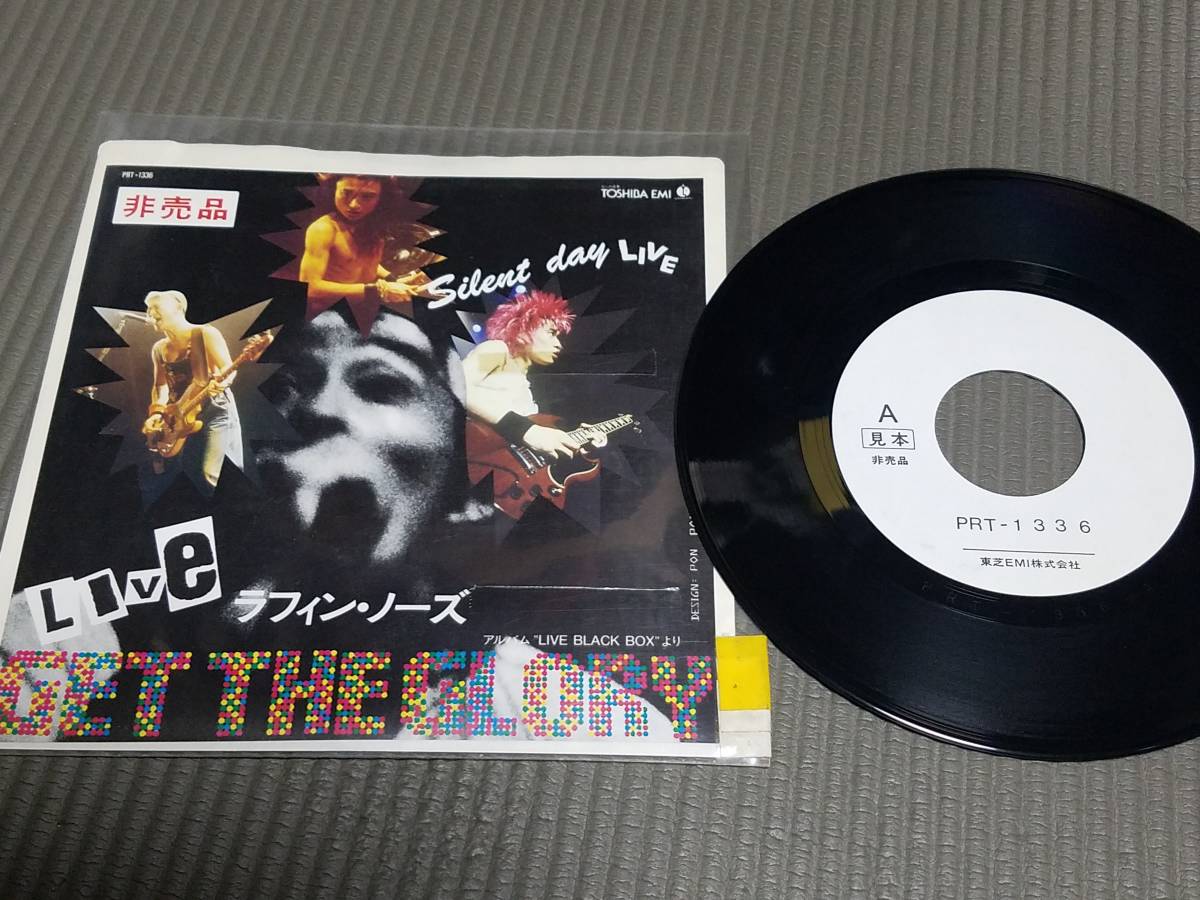 PRT-1336
非売品
TOSHIBA EMI
Silent day LIVE
Live
ラフィン・ノーズ
アルバム"LIVE BLACK BOX"より
GET THE GLORY
DESIGN: PON
A
見本
非売品
PRT-1336
東芝EMI株式会社